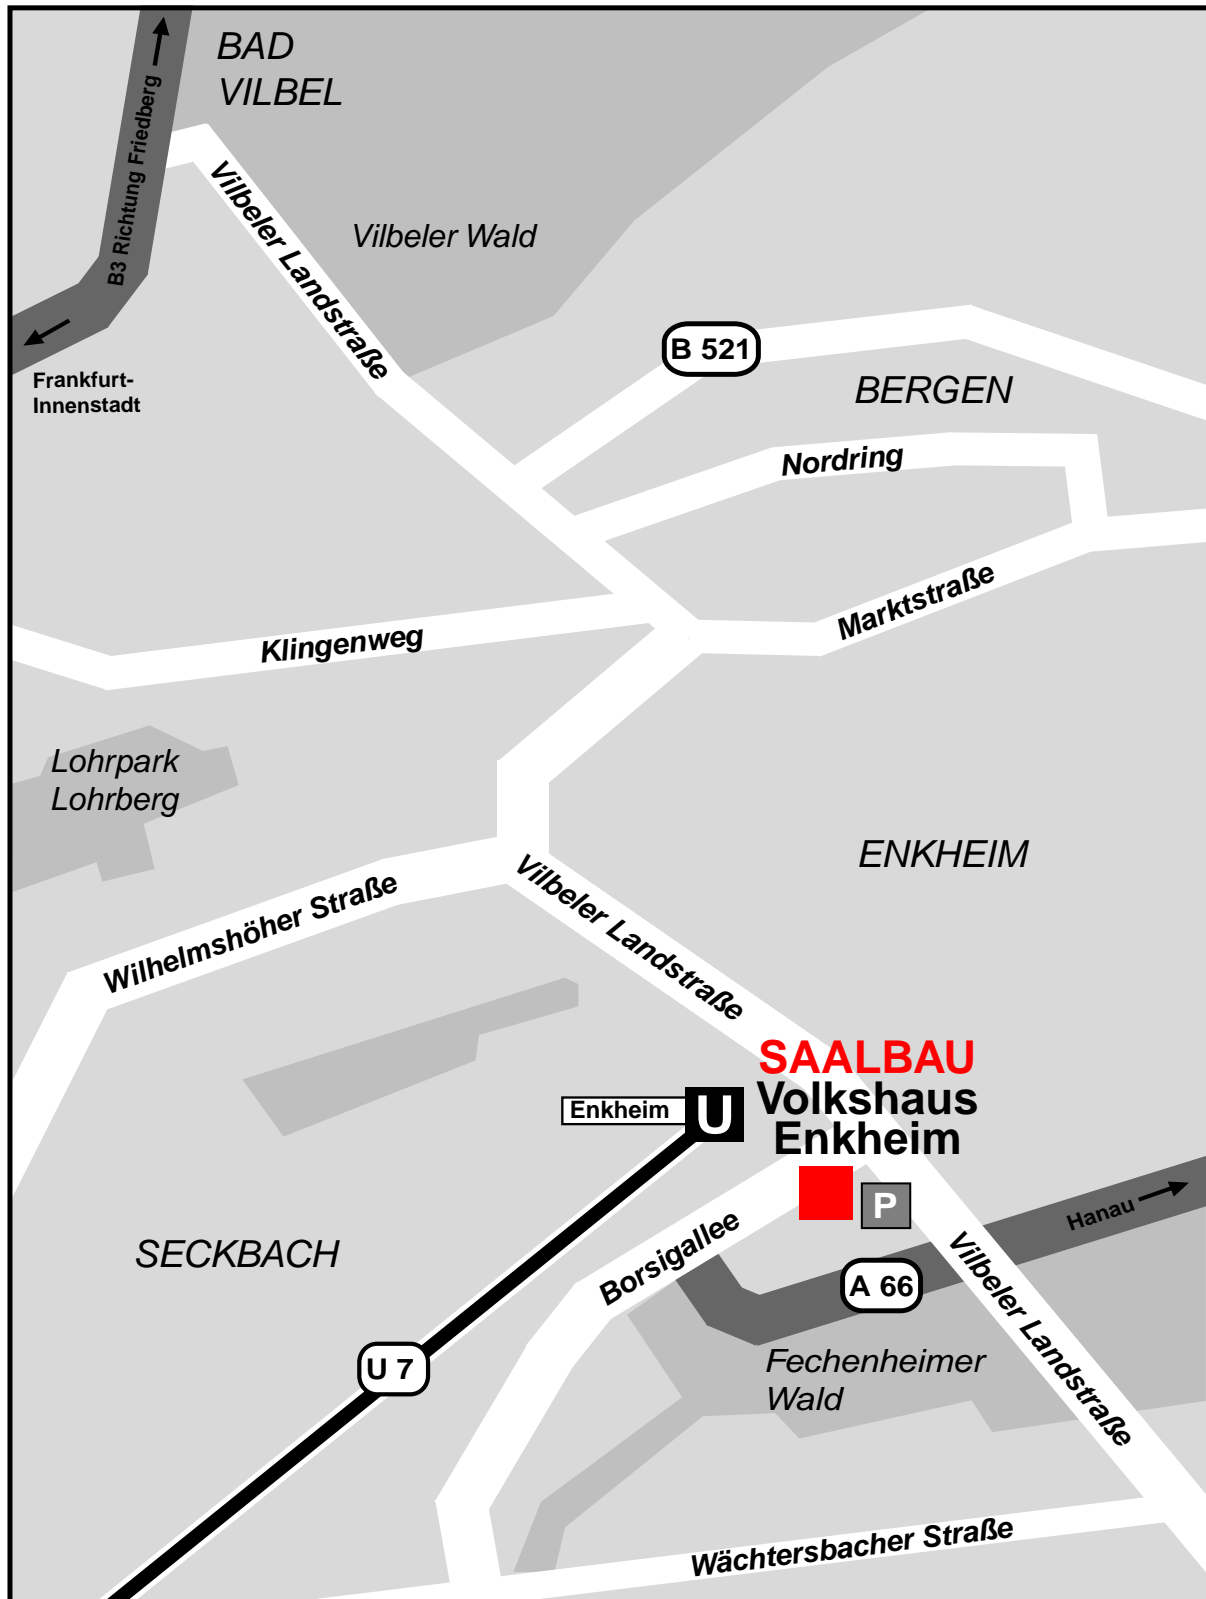 BAD
VILBEL
B3 Richtung Friedberg
Vilbeler Landstraße
Vilbeler Wald
B 521
Frankfurt-
Innenstadt
BERGEN
Nordring
Marktstraße
Klingenweg
Lohrpark
Lohrberg
ENKHEIM
Vilbeler Landstraße
Wilhelmshöher Straße
SAALBAU
Volkshaus
Enkheim
Enkheim
U
P
Hanau
Borsigallee
SECKBACH
A 66
Vilbeler Landstraße
U 7
Fechenheimer
Wald
Wächtersbacher Straße